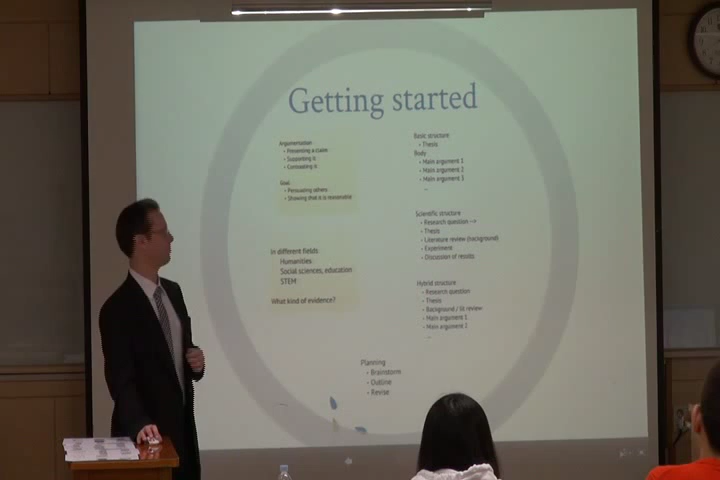 Getting started
Argumentation
• Presenting a claim
• Supporting it
• Contrasting it
Goal
• Persuading others
• Showing that it is reasonable
In different fields
Humanities
Social sciences, education
STEM
What kind of evidence?
Basic structure
• Thesis
Body
• Main argument 1
• Main argument 2
• Main argument 3
...
Scientific structure
• Research question -->
• Thesis
• Literature review (background)
• Experiment
• Discussion of results
Hybrid structure
• Research question
• Thesis
• Background / lit review
• Main argument 1
• Main argument 2
...
Planning
• Brainstorm
• Outline
• Revise